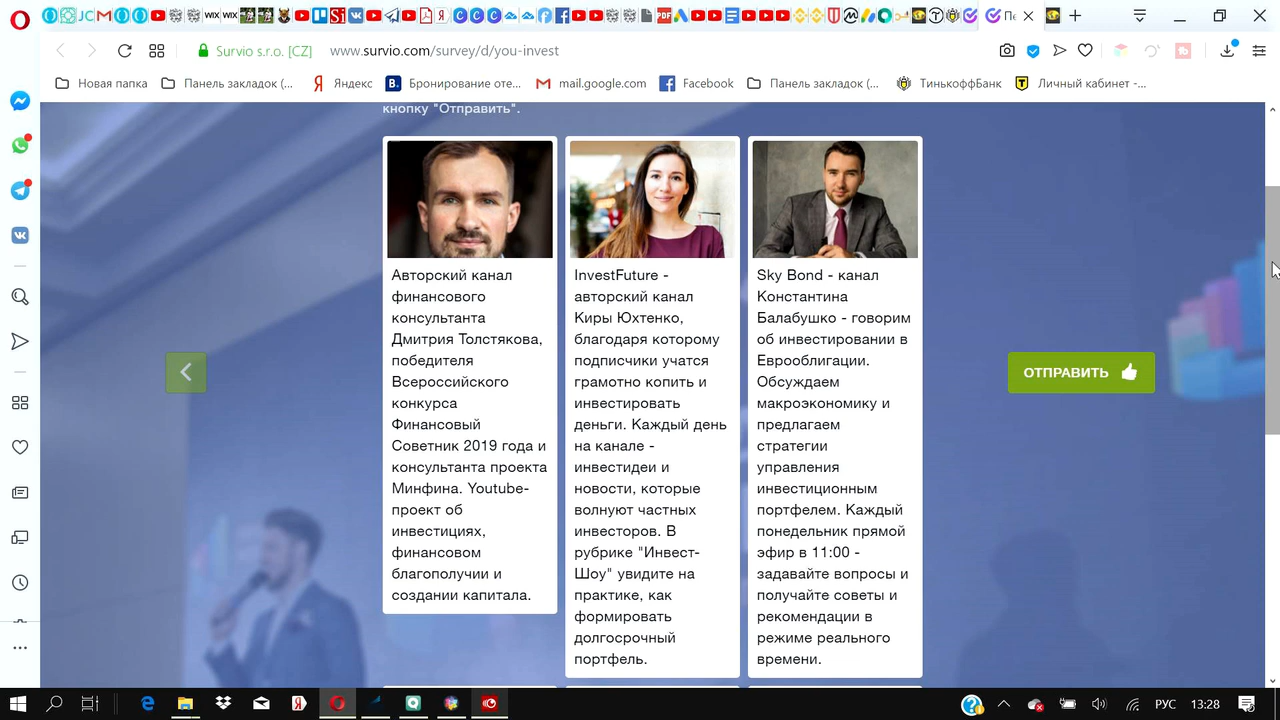 Survio s.r.o. [CZ]
www.survio.com/survey/d/you-invest
Новая папка
Панель закладок (...
Яндекс
Бронирование оте...
mail.google.com
Facebook
Панель закладок (...
ТинькоффБанк
Личный кабинет -...
кнопку "Отправить".
Авторский канал
финансового
консультанта
Дмитрия Толстякова,
победителя
Всероссийского
конкурса
Финансовый
Советник 2019 года и
консультанта проекта
Минфина. Youtube-
проект об
инвестициях,
финансовом
благополучии и
создании капитала.
InvestFuture -
авторский канал
Киры Юхтенко,
благодаря которому
подписчики учатся
грамотно копить и
инвестировать
деньги. Каждый день
на канале -
инвестидеи и
новости, которые
волнуют частных
инвесторов. В
рубрике "Инвест-
Шоу" увидите на
практике, как
формировать
долгосрочный
портфель.
Sky Bond - канал
Константина
Балабушко - говорим
об инвестировании в
Еврооблигации.
Обсуждаем
макроэкономику и
предлагаем
стратегии
управления
инвестиционным
портфелем. Каждый
понедельник прямой
эфир в 11:00 -
задавайте вопросы и
получайте советы и
рекомендации в
режиме реального
времени.
ОТПРАВИТЬ
РУС
13:28